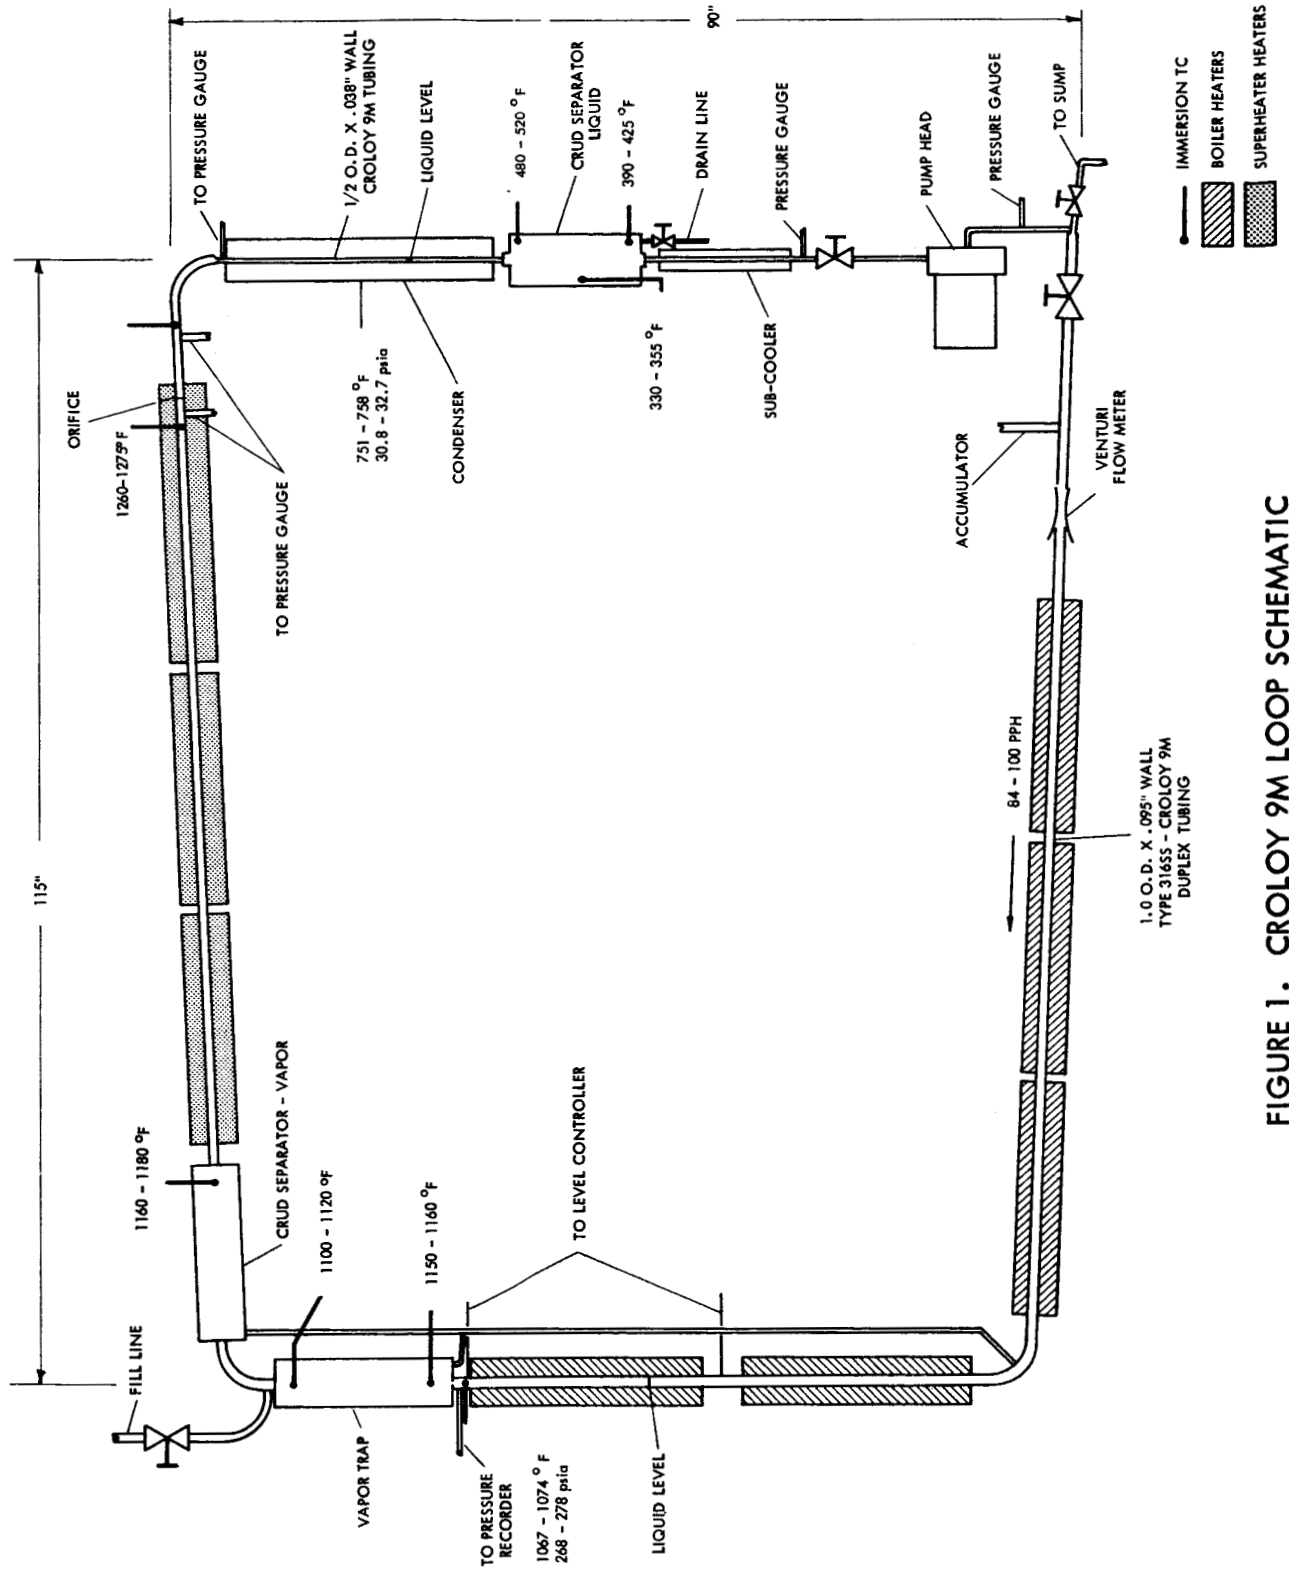 115"
90"
FILL LINE
1160 - 1180 °F
CRUD SEPARATOR - VAPOR
1100 - 1120 °F
1150 - 1160 °F
VAPOR TRAP
TO PRESSURE
RECORDER
1067 - 1074 ° F
268 - 278 psia
LIQUID LEVEL
TO LEVEL CONTROLLER
1260-1275°F
ORIFICE
TO PRESSURE GAUGE
TO PRESSURE GAUGE
1/2 O.D. X .038" WALL
CROLOY 9M TUBING
LIQUID LEVEL
751 - 758 °F
30.8 - 32.7 psia
CONDENSER
480 - 520 °F
CRUD SEPARATOR
LIQUID
390 - 425 °F
330 - 355 °F
DRAIN LINE
SUB-COOLER
PRESSURE GAUGE
PUMP HEAD
PRESSURE GAUGE
TO SUMP
ACCUMULATOR
VENTURI
FLOW METER
84 - 100 PPH
1.0 O.D. X .095" WALL
TYPE 316SS - CROLOY 9M
DUPLEX TUBING
IMMERSION TC
BOILER HEATERS
SUPERHEATER HEATERS
FIGURE 1. CROLOY 9M LOOP SCHEMATIC